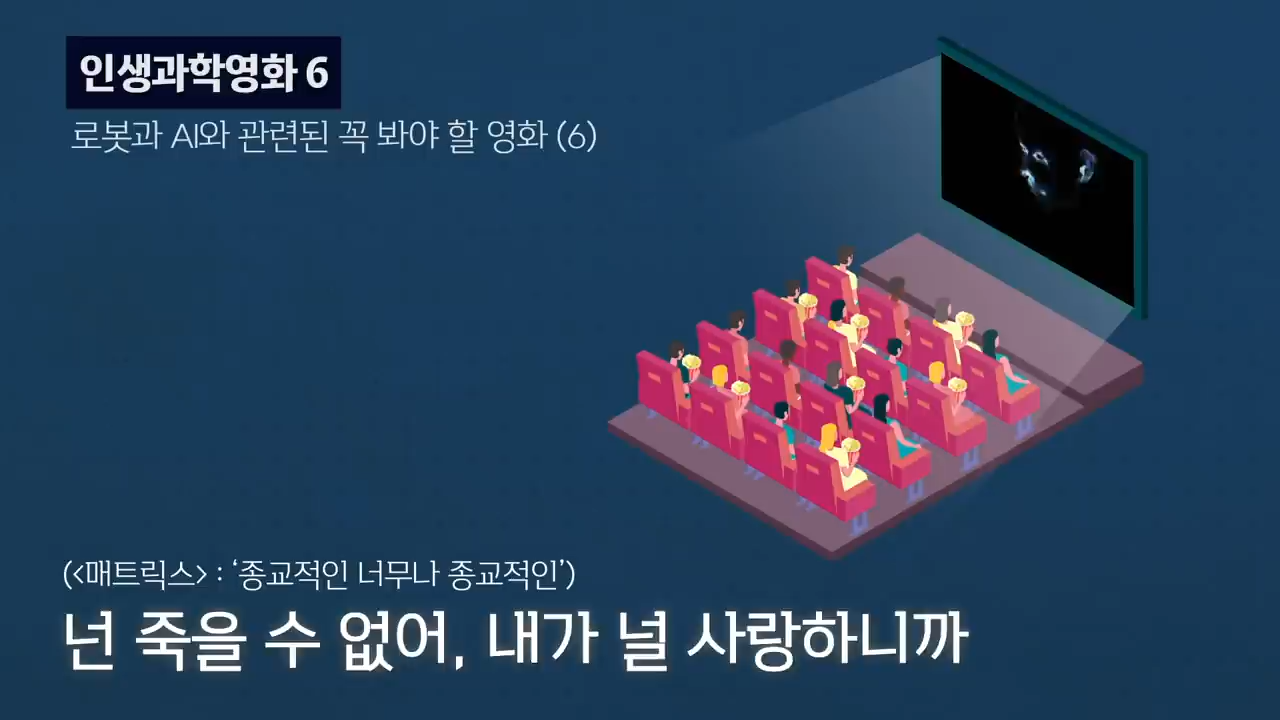 인생과학영화 6
로봇과 AI와 관련된 꼭 봐야 할 영화 (6)
(<매트릭스> : ‘종교적인 너무나 종교적인’)
넌 죽을 수 없어, 내가 널 사랑하니까